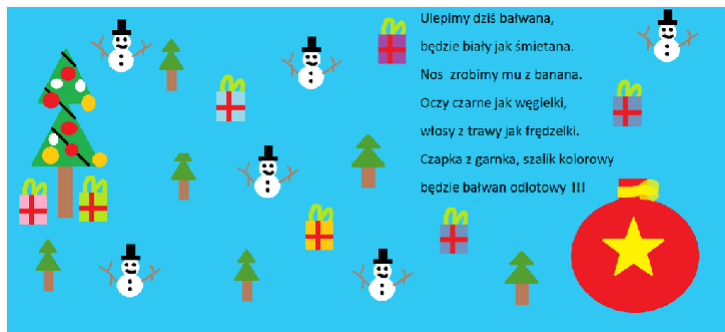 Ulepimy dziś bałwana,
będzie biały jak śmietana.
Nos  zrobimy mu z banana.
Oczy czarne jak węgielki,
włosy z trawy jak frędzelki.
Czapka z garnka, szalik kolorowy
będzie bałwan odlotowy !!!